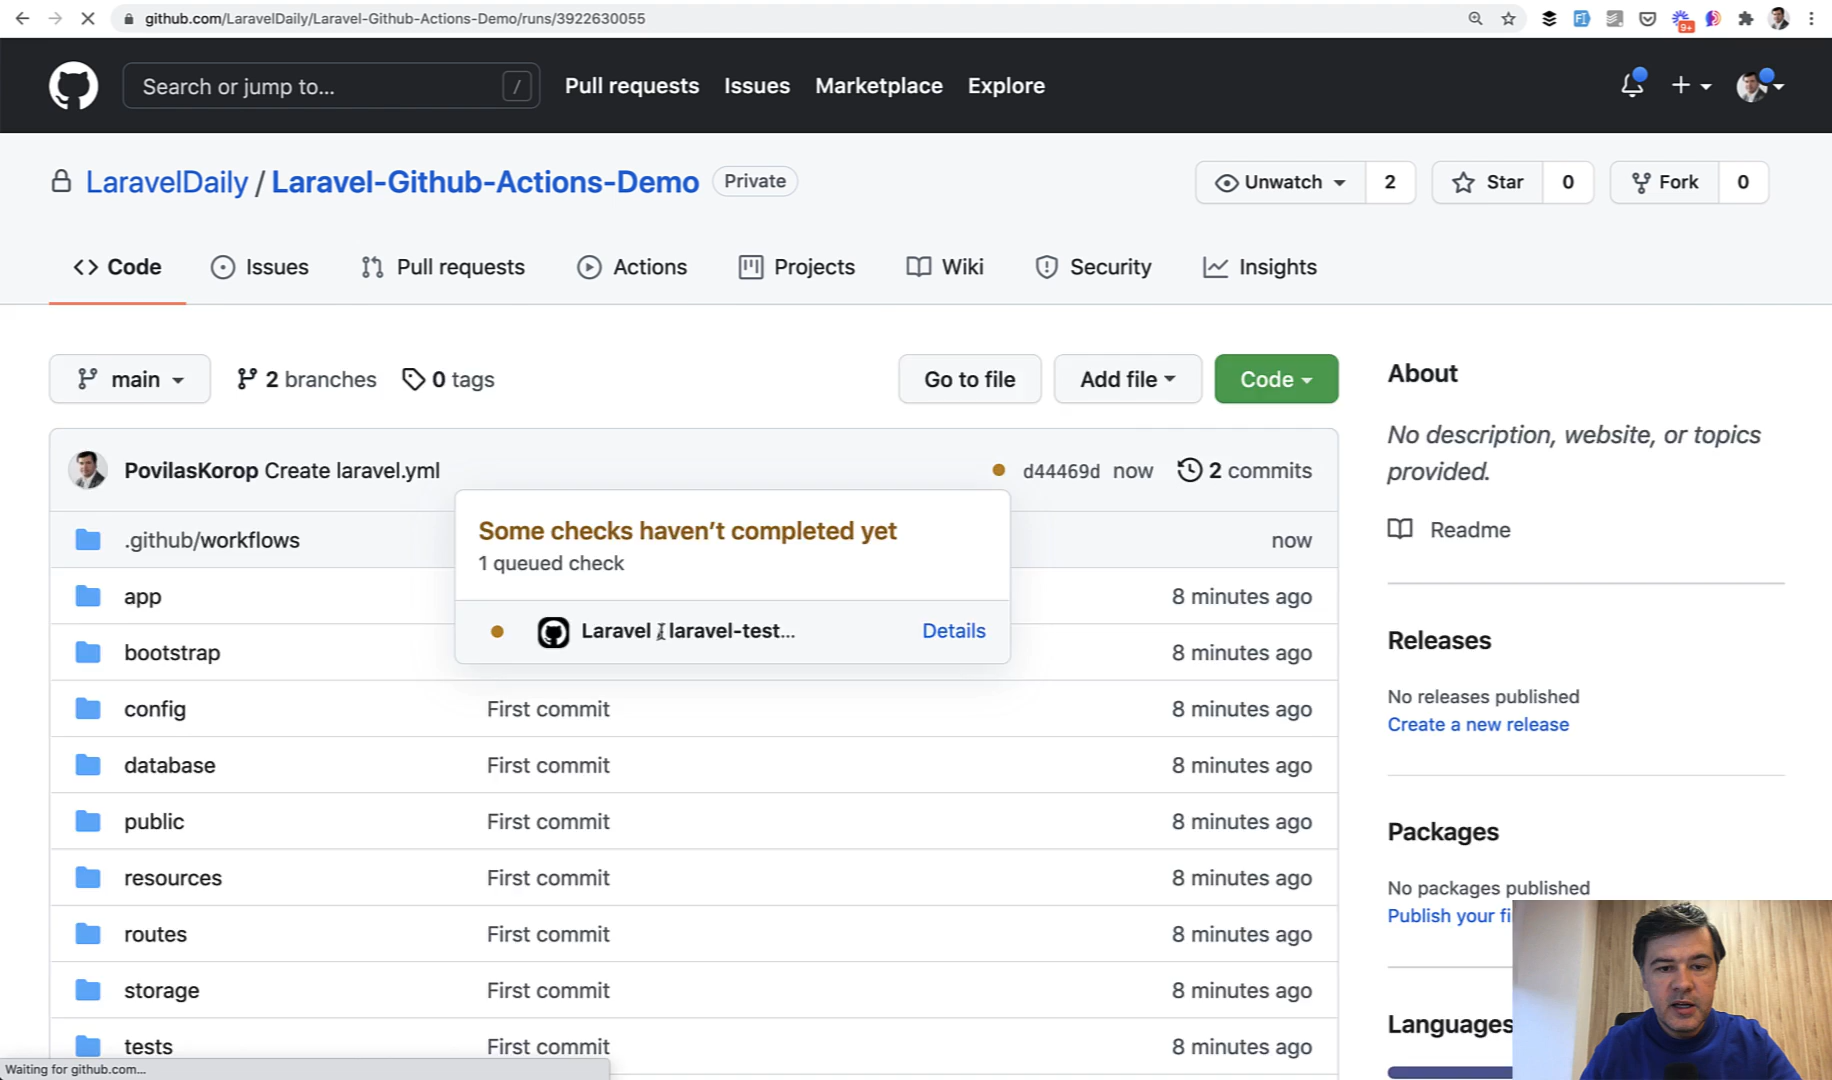 github.com/LaravelDaily/Laravel-Github-Actions-Demo/runs/3922630055
9+
Search or jump to... /
Pull requests Issues Marketplace Explore
LaravelDaily / Laravel-Github-Actions-Demo Private
Unwatch 2 Star 0 Fork 0
Code Issues Pull requests Actions Projects Wiki Security Insights
main 2 branches 0 tags Go to file Add file Code
PovilasKorop Create laravel.yml d44469d now 2 commits
Some checks haven't completed yet
1 queued check
Laravel / laravel-test... Details
.github/workflows now
app 8 minutes ago
bootstrap 8 minutes ago
config First commit 8 minutes ago
database First commit 8 minutes ago
public First commit 8 minutes ago
resources First commit 8 minutes ago
routes First commit 8 minutes ago
storage First commit 8 minutes ago
tests First commit 8 minutes ago
About
No description, website, or topics
provided.
Readme
Releases
No releases published
Create a new release
Packages
No packages published
Publish your fi
Languages
Waiting for github.com...